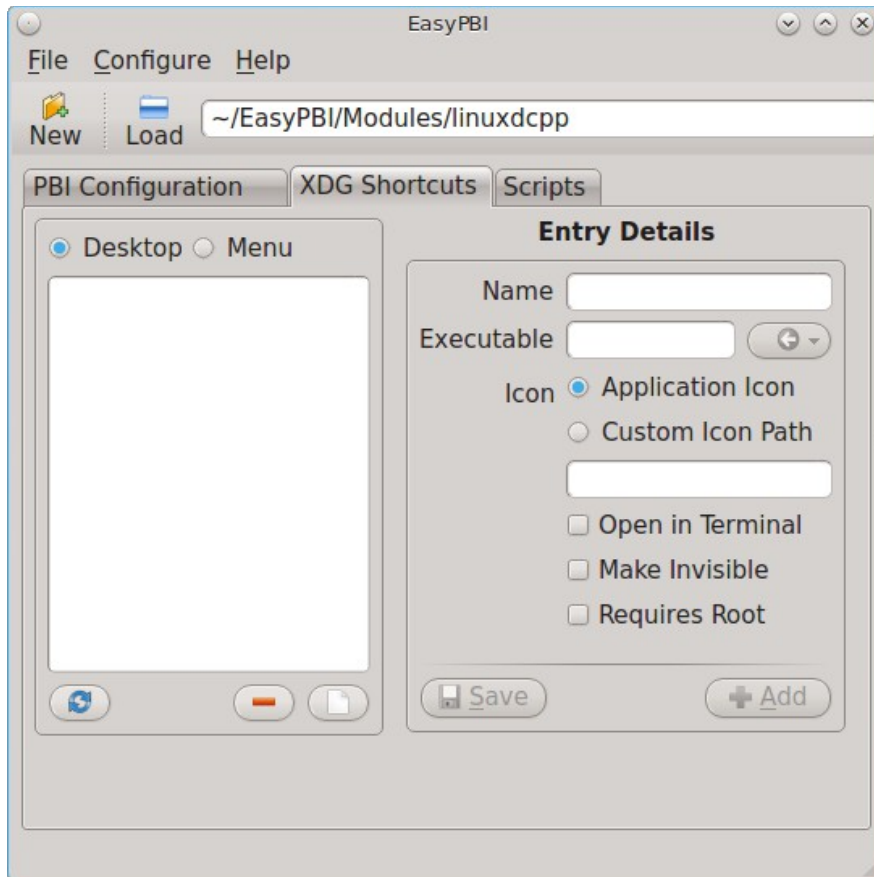 EasyPBI
File Configure Help
New Load ~/EasyPBI/Modules/linuxdcpp
PBI Configuration XDG Shortcuts Scripts
Desktop Menu
Entry Details
Name
Executable
Icon Application Icon
Custom Icon Path
Open in Terminal
Make Invisible
Requires Root
Save Add